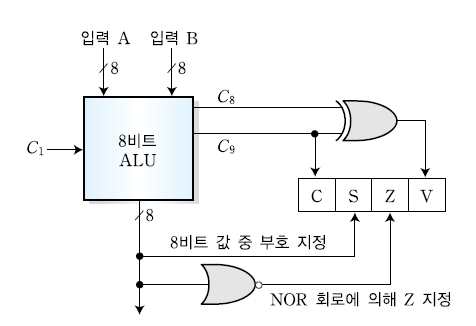 입력 A 입력 B
8 8
C₈
C₁ 8비트 ALU
C₉
C S Z V
8
8비트 값 중 부호 지정
NOR 회로에 의해 Z 지정